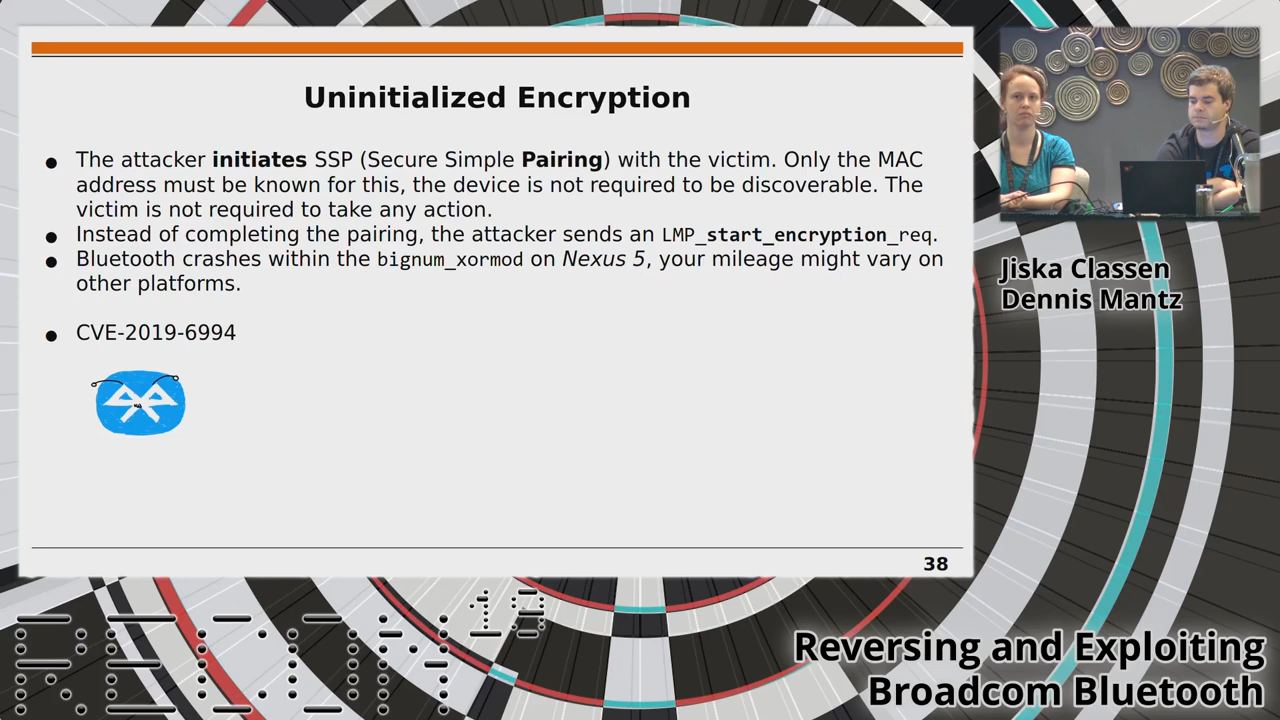 Uninitialized Encryption
● The attacker initiates SSP (Secure Simple Pairing) with the victim. Only the MAC
address must be known for this, the device is not required to be discoverable. The
victim is not required to take any action.
● Instead of completing the pairing, the attacker sends an LMP_start_encryption_req.
● Bluetooth crashes within the bignum_xormod on Nexus 5, your mileage might vary on
other platforms.
● CVE-2019-6994
38
Jiska Classen
Dennis Mantz
RECON 19
Reversing and Exploiting
Broadcom Bluetooth